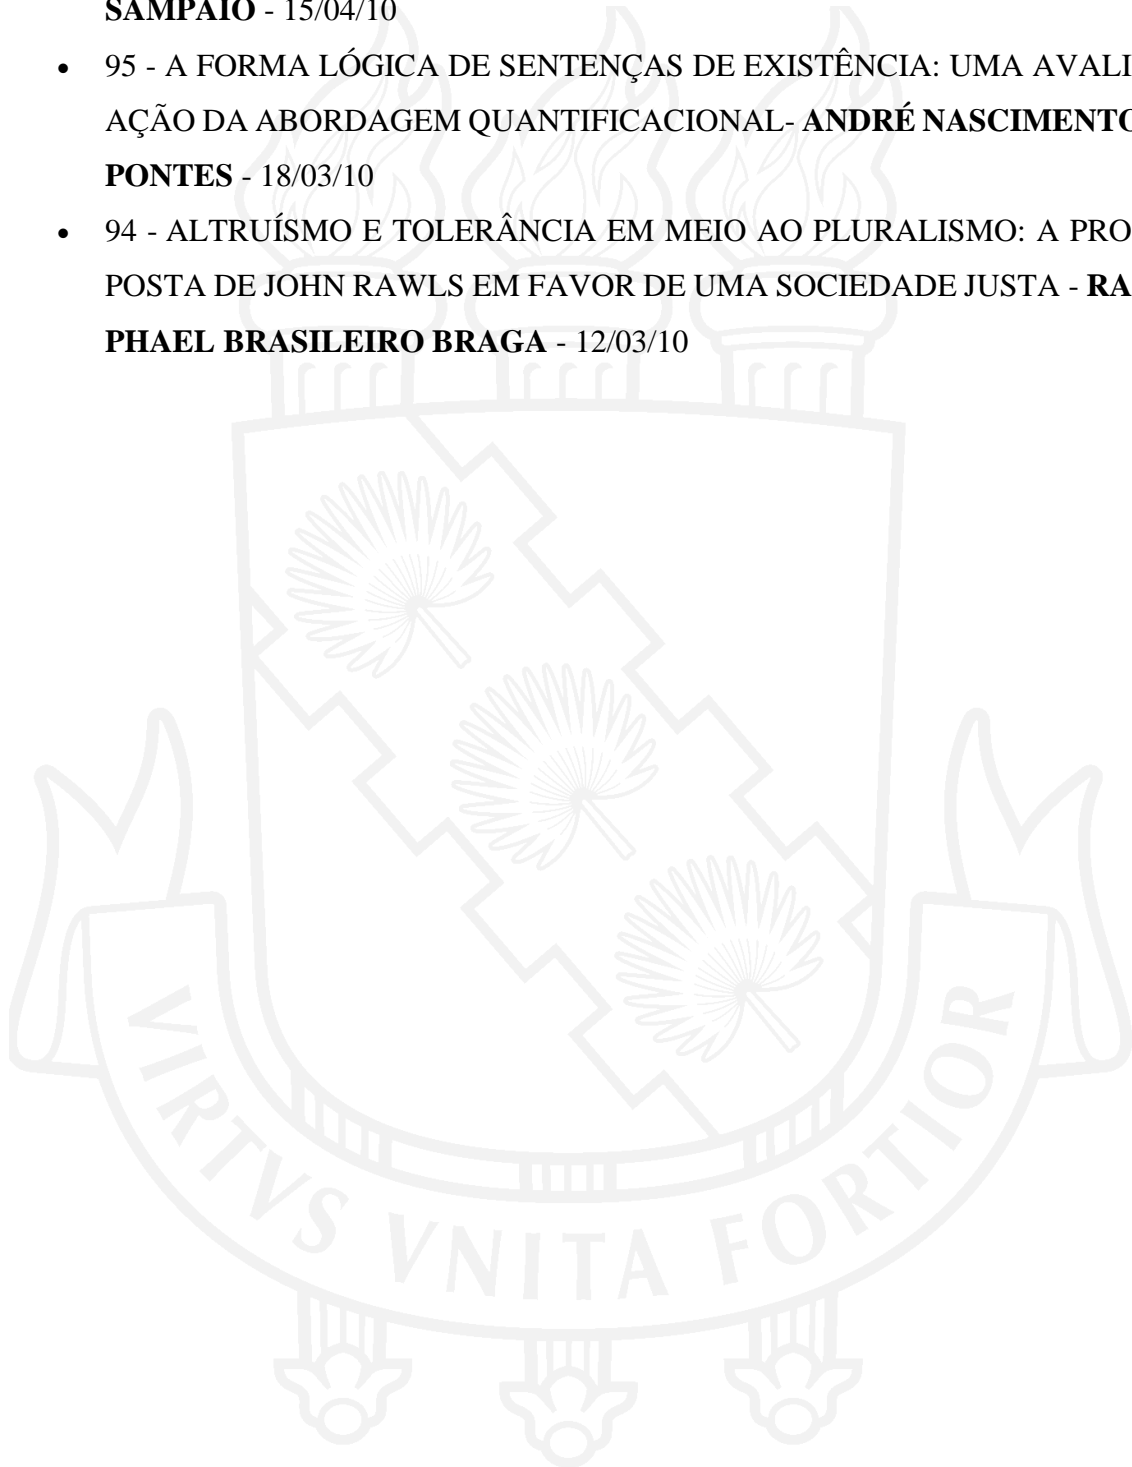 SAMPAIO - 15/04/10
• 95 - A FORMA LÓGICA DE SENTENÇAS DE EXISTÊNCIA: UMA AVALI
AÇÃO DA ABORDAGEM QUANTIFICACIONAL- ANDRÉ NASCIMENTO
PONTES - 18/03/10
• 94 - ALTRUÍSMO E TOLERÂNCIA EM MEIO AO PLURALISMO: A PRO
POSTA DE JOHN RAWLS EM FAVOR DE UMA SOCIEDADE JUSTA - RA
PHAEL BRASILEIRO BRAGA - 12/03/10
VIRTVS VNITA FORTIOR